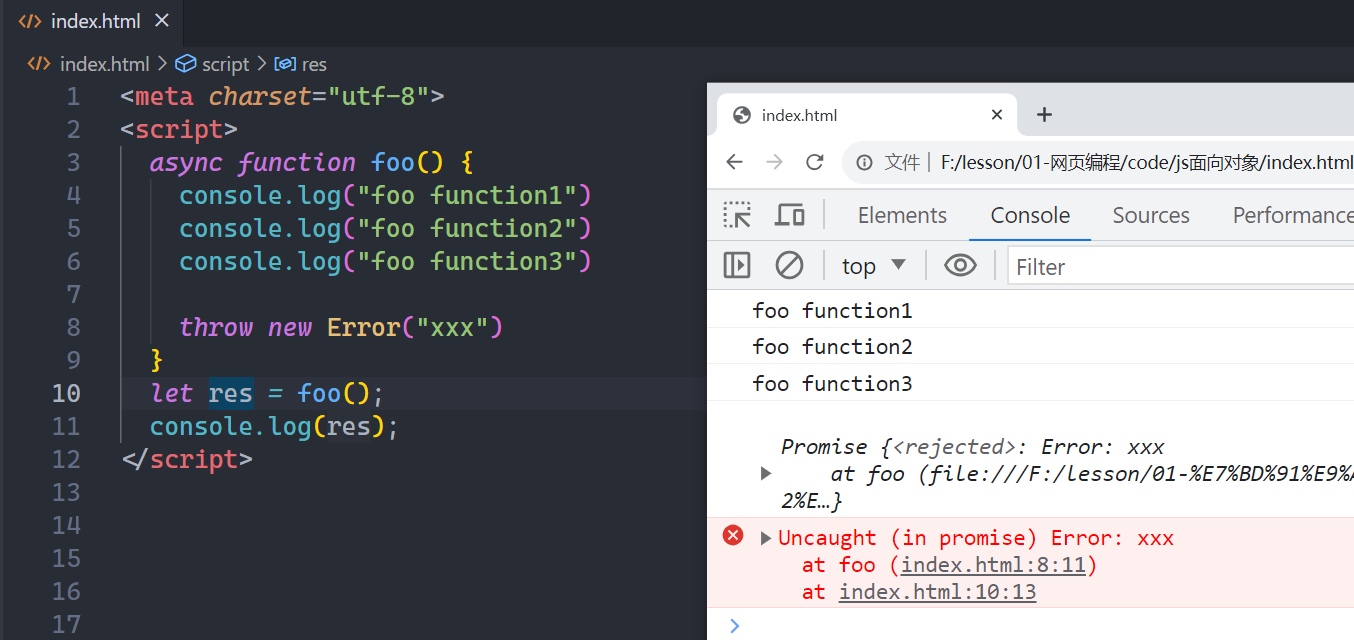 index.html
index.html > script > res
1 <meta charset="utf-8">
2 <script>
3 async function foo() {
4 console.log("foo function1")
5 console.log("foo function2")
6 console.log("foo function3")
7
8 throw new Error("xxx")
9 }
10 let res = foo();
11 console.log(res);
12 </script>
13
14
15
16
17
index.html
文件 | F:/lesson/01-网页编程/code/js面向对象/index.html
Elements Console Sources Performance
top Filter
foo function1
foo function2
foo function3
Promise {<rejected>: Error: xxx
at foo (file:///F:/lesson/01-%E7%BD%91%E9%A
2%E…}
Uncaught (in promise) Error: xxx
at foo (index.html:8:11)
at index.html:10:13